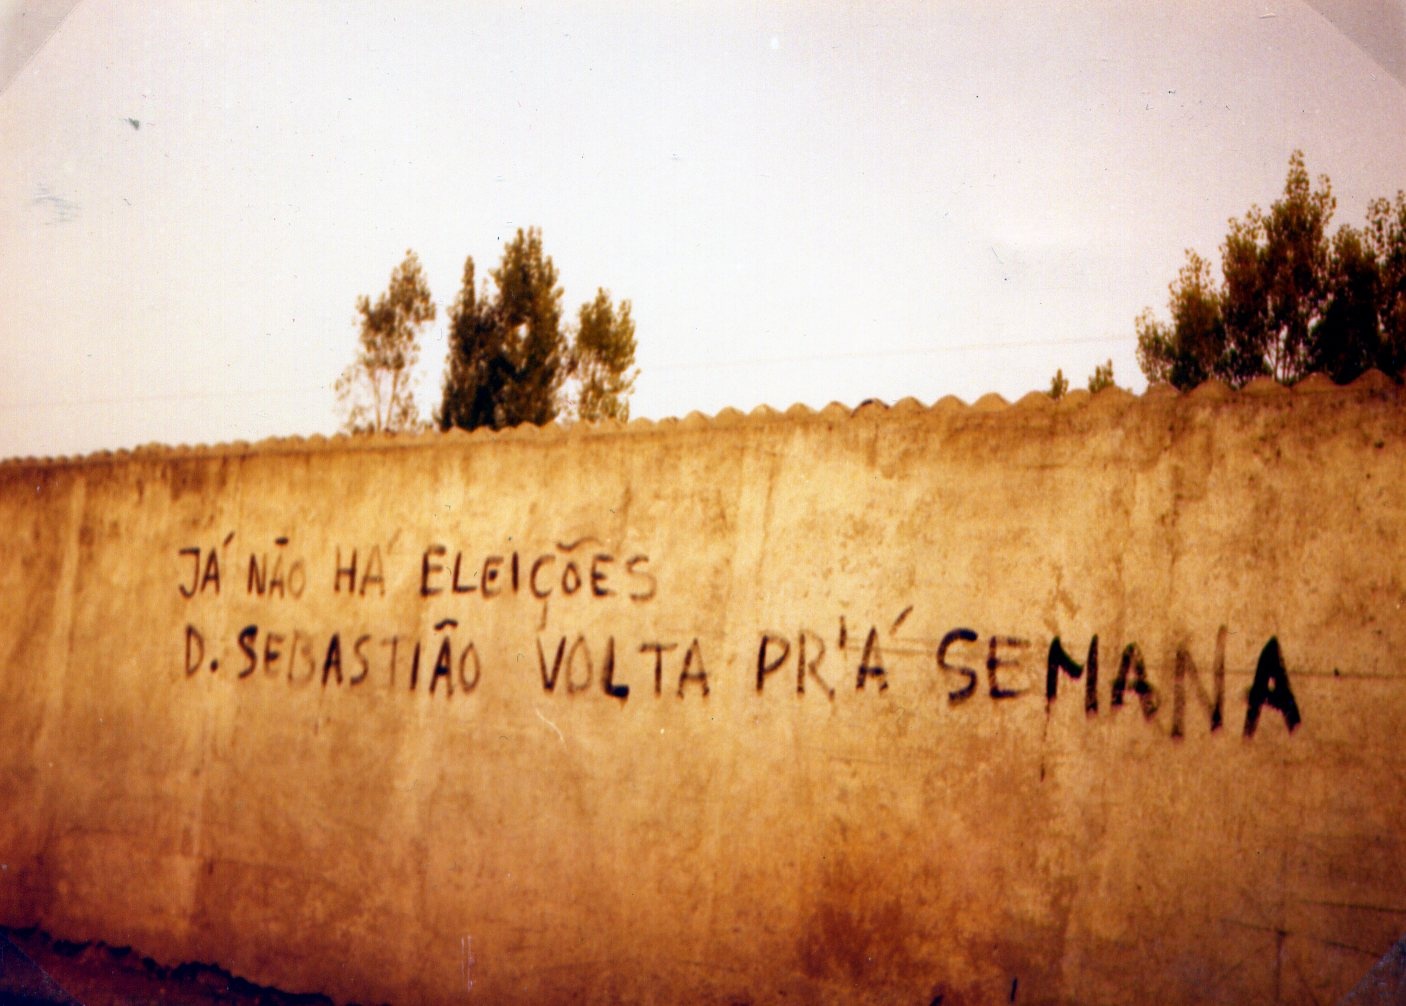 JÁ NÃO HÁ ELEIÇÕES
D. SEBASTIÃO VOLTA PR'Á SEMANA